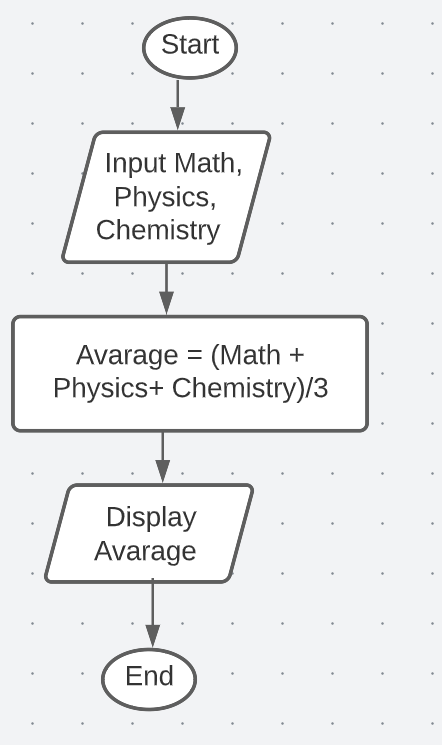 Start
Input Math,
Physics,
Chemistry
Avarage = (Math +
Physics+ Chemistry)/3
Display
Avarage
End